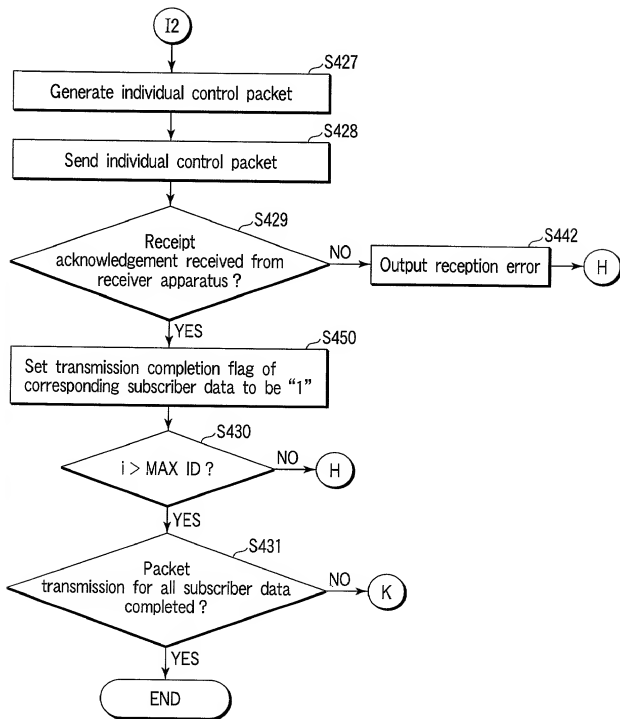 I2
S427
Generate individual control packet
S428
Send individual control packet
S429
Receipt
acknowledgement received from
receiver apparatus ?
NO
S442
Output reception error
H
YES
S450
Set transmission completion flag of
corresponding subscriber data to be "1"
S430
i > MAX ID ?
NO
H
YES
S431
Packet
transmission for all subscriber data
completed ?
NO
K
YES
END